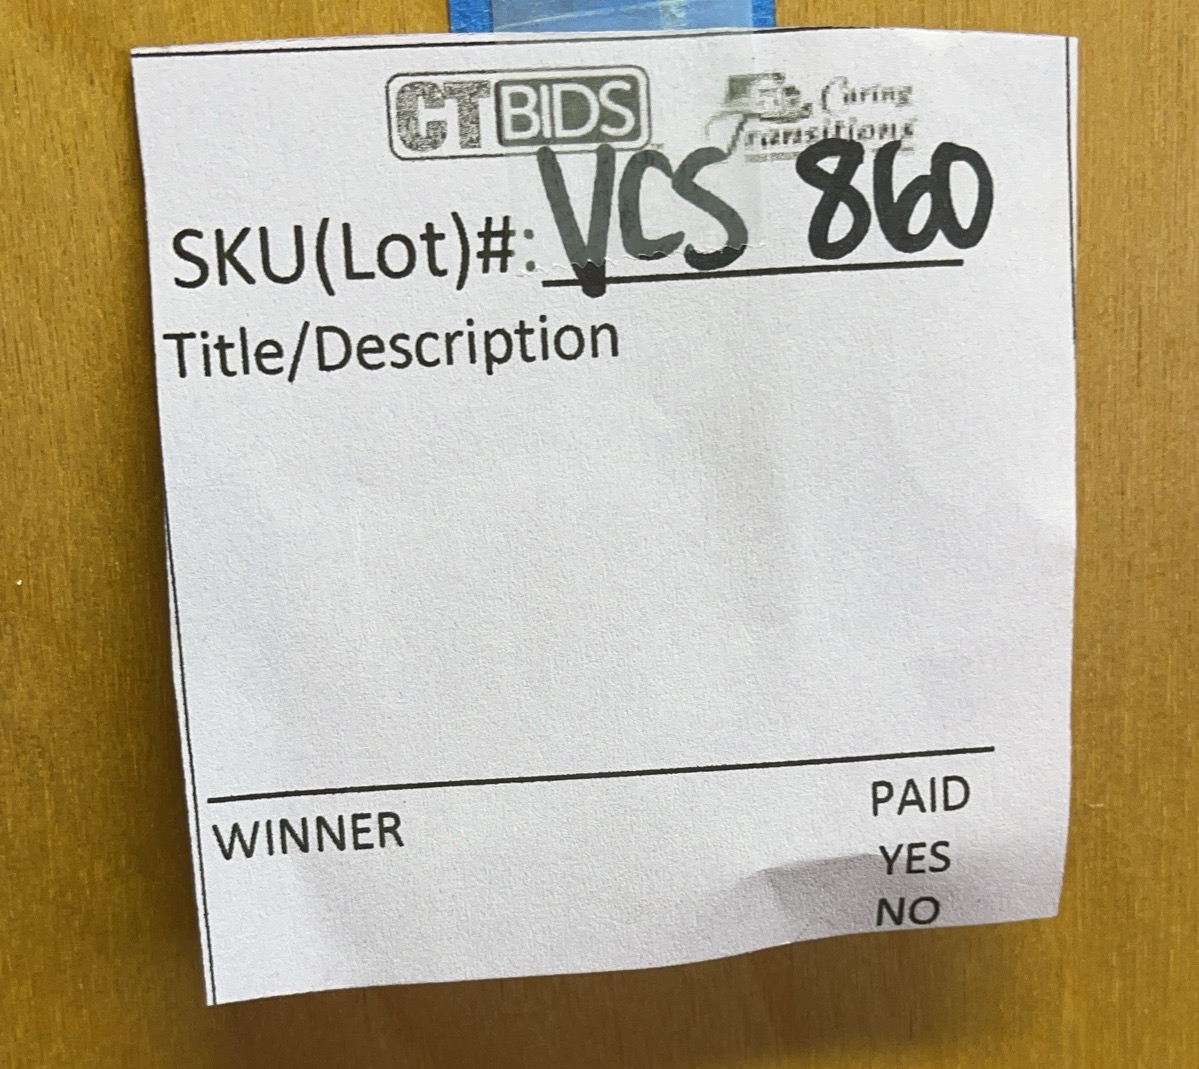 CTBIDS Caring
Transitions
SKU(Lot)#: VCS 860
Title/Description
WINNER PAID
YES
NO